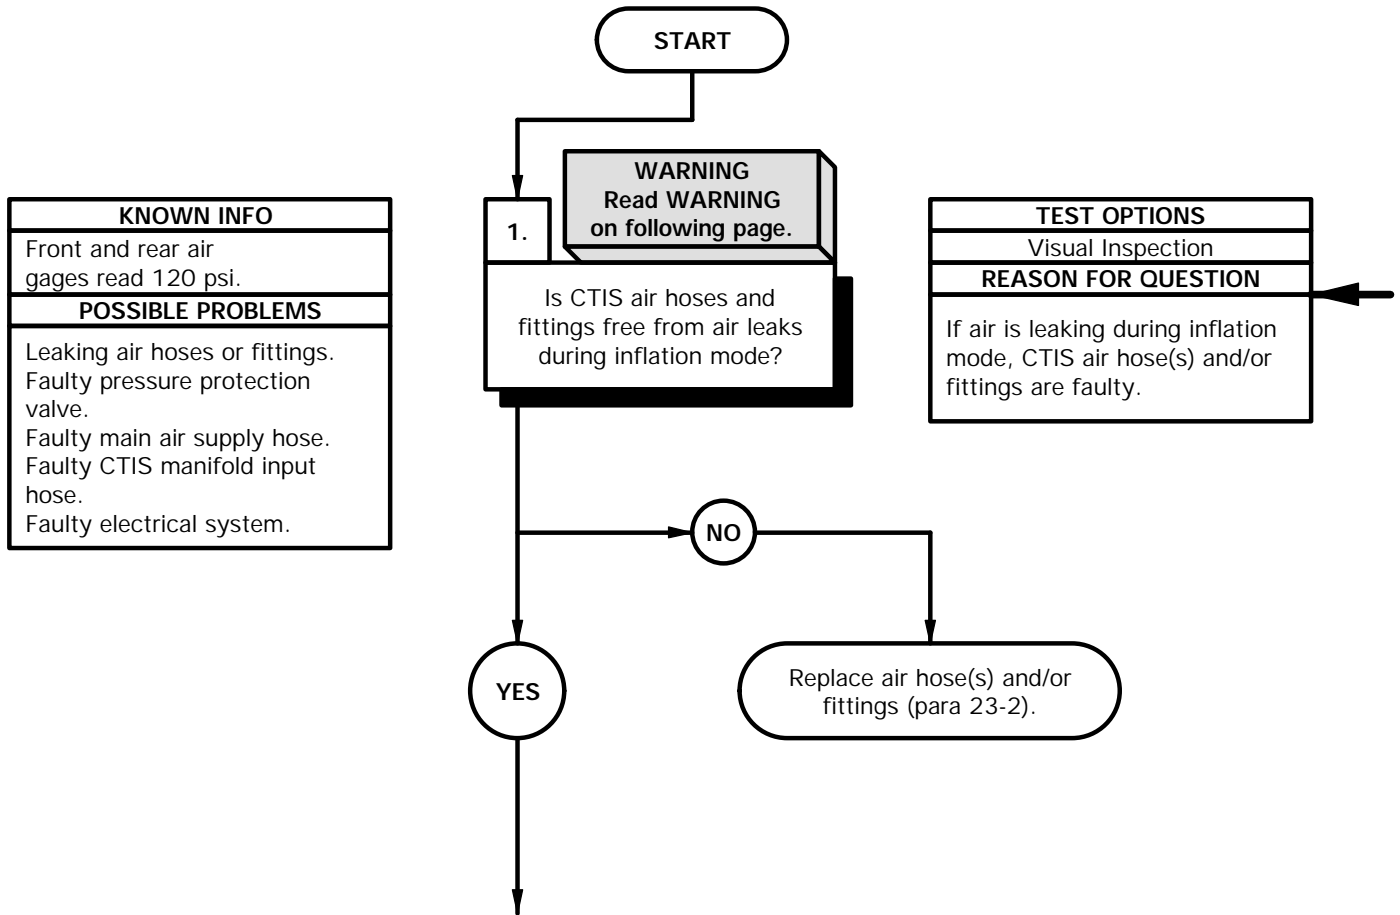 START
WARNING
Read WARNING
on following page.
1.
Is CTIS air hoses and
fittings free from air leaks
during inflation mode?
KNOWN INFO
Front and rear air
gages read 120 psi.
POSSIBLE PROBLEMS
Leaking air hoses or fittings.
Faulty pressure protection
valve.
Faulty main air supply hose.
Faulty CTIS manifold input
hose.
Faulty electrical system.
TEST OPTIONS
Visual Inspection
REASON FOR QUESTION
If air is leaking during inflation
mode, CTIS air hose(s) and/or
fittings are faulty.
NO
YES
Replace air hose(s) and/or
fittings (para 23-2).